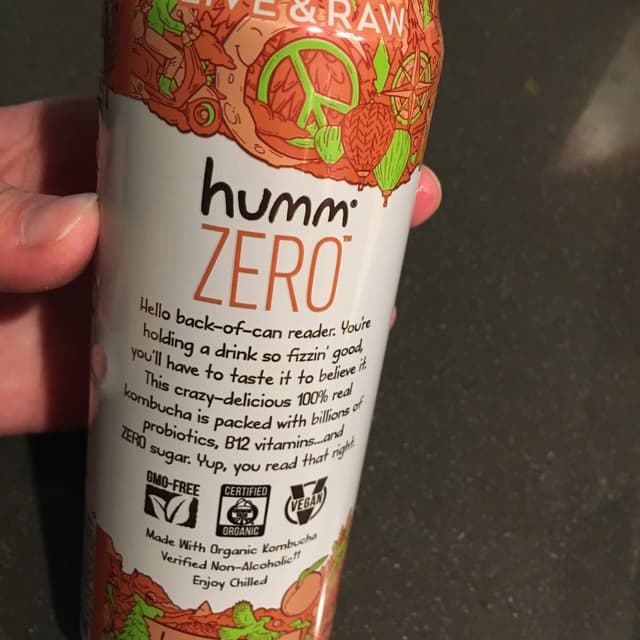 LIVE & RAW
humm
ZERO™
Hello back-of-can reader. You're
holding a drink so fizzin' good,
you'll have to taste it to believe it.
This crazy-delicious 100% real
kombucha is packed with billions of
probiotics, B12 vitamins...and
ZERO sugar. Yup, you read that right.
GMO-FREE
CERTIFIED
ORGANIC
VEGAN
Made With Organic Kombucha
Verified Non-Alcoholic††
Enjoy Chilled